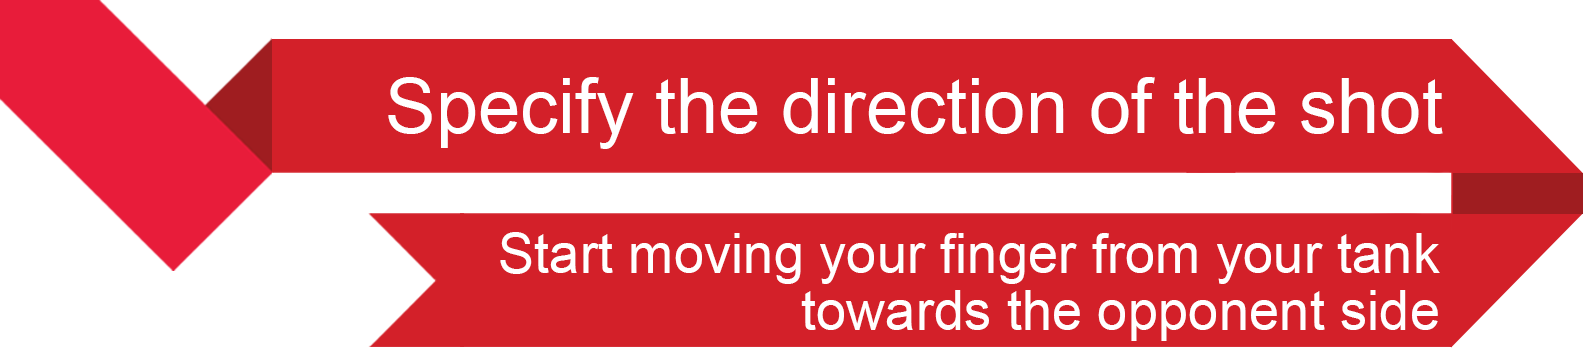 Specify the direction of the shot
Start moving your finger from your tank
towards the opponent side